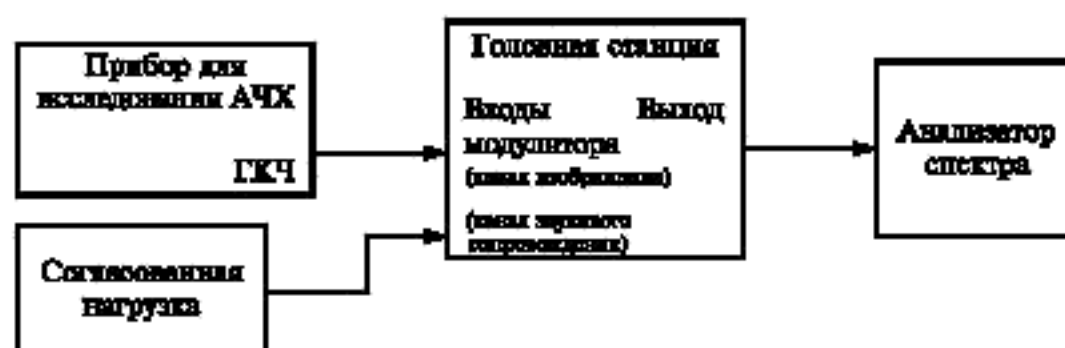 Прибор для
исследования АЧХ
ГКЧ
Согласованная
нагрузка
Головная станция
Входы Выход
модулятора
(канал изображения)
(канал звукового
сопровождения)
Анализатор
спектра